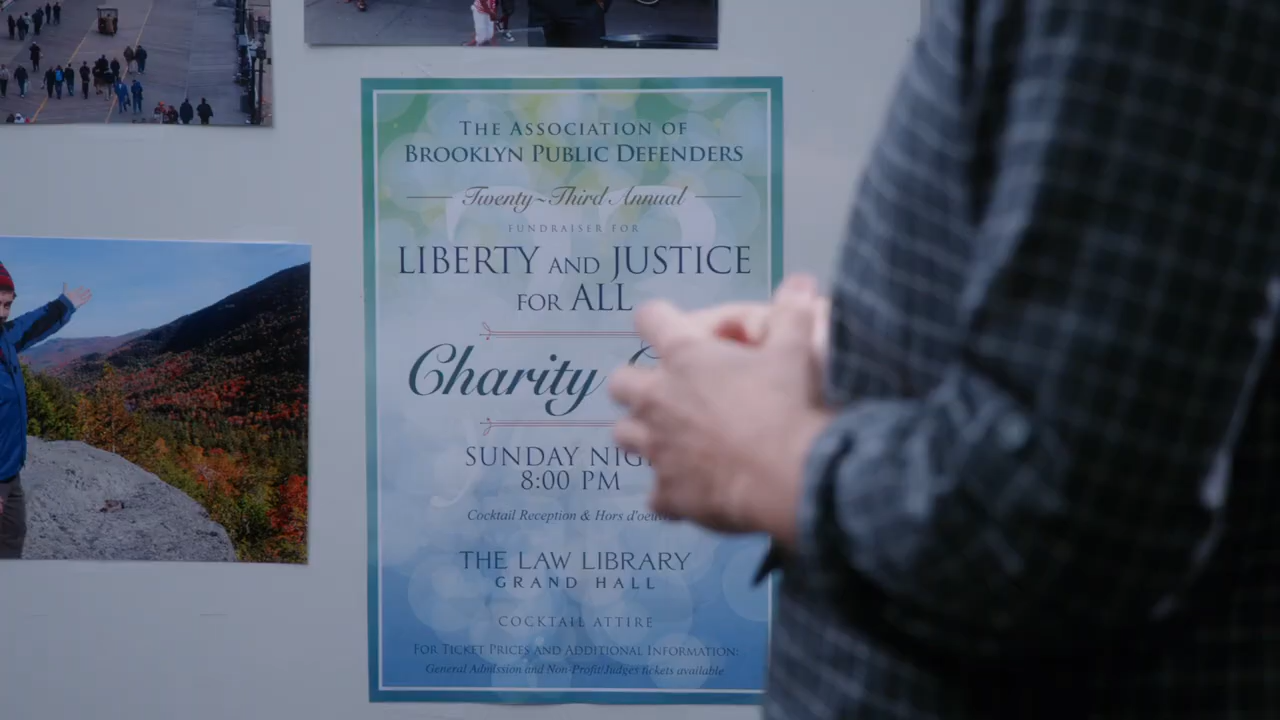 THE ASSOCIATION OF
BROOKLYN PUBLIC DEFENDERS
Twenty~Third Annual
FUNDRAISER FOR
LIBERTY AND JUSTICE
FOR ALL
Charity
SUNDAY
8:00 PM
Cocktail Reception & Hors
THE LAW LIBRARY
GRAND HALL
COCKTAIL ATTIRE
FOR TICKET PRICES AND ADDITIONAL INFORMATION:
General Admission and Non-Profit/Judges tickets available